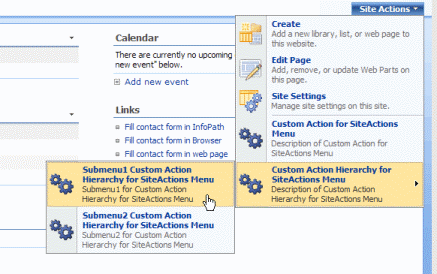 Site Actions
Create
Add a new library, list, or web page to
this website.
Edit Page
Add, remove, or update Web Parts on
this page.
Site Settings
Manage site settings on this site.
Custom Action for SiteActions
Menu
Description of Custom Action for
SiteActions Menu
Custom Action Hierarchy for
SiteActions Menu
Description of Custom Action
Hierarchy for SiteActions Menu
Calendar
There are currently no upcoming
new event" below.
Add new event
Links
Fill contact form in InfoPath
Fill contact form in Browser
Fill contact form in web page
Submenu1 Custom Action
Hierarchy for SiteActions Menu
Submenu1 for Custom Action
Hierarchy for SiteActions Menu
Submenu2 Custom Action
Hierarchy for SiteActions Menu
Submenu2 for Custom Action
Hierarchy for SiteActions Menu